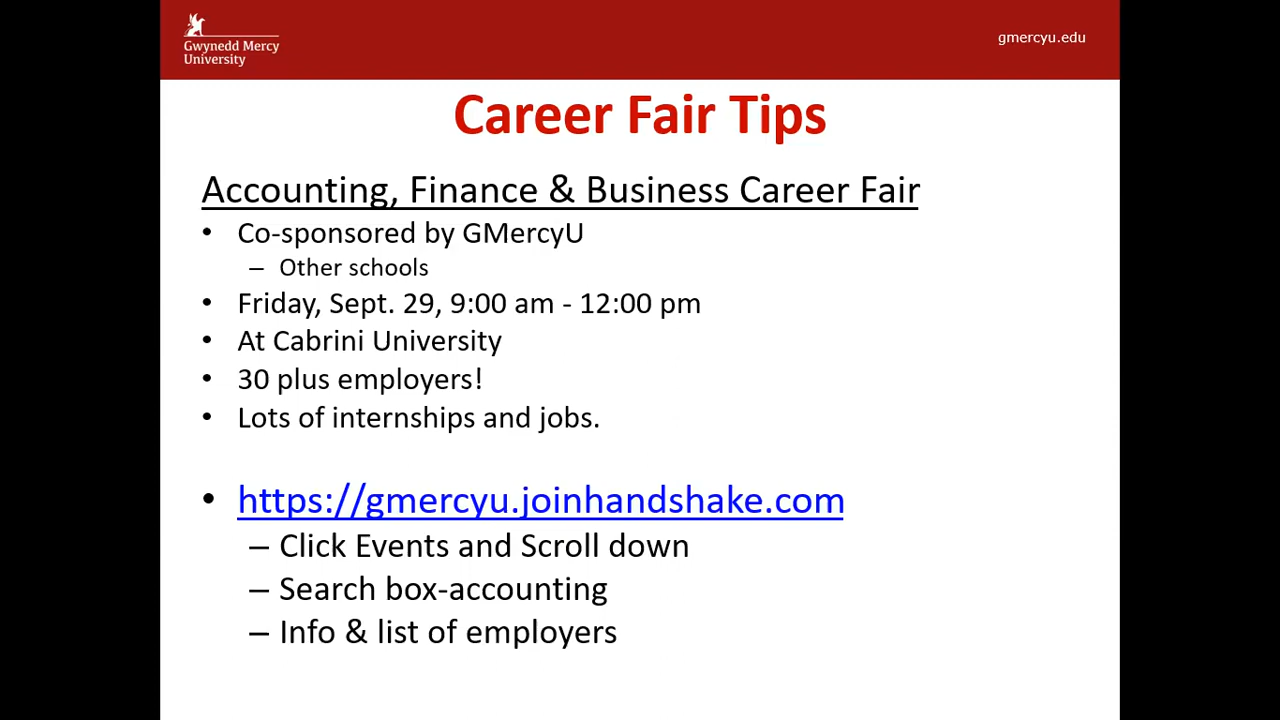 Gwynedd Mercy
University
gmercyu.edu
Career Fair Tips
Accounting, Finance & Business Career Fair
• Co-sponsored by GMercyU
– Other schools
• Friday, Sept. 29, 9:00 am - 12:00 pm
• At Cabrini University
• 30 plus employers!
• Lots of internships and jobs.
• https://gmercyu.joinhandshake.com
– Click Events and Scroll down
– Search box-accounting
– Info & list of employers